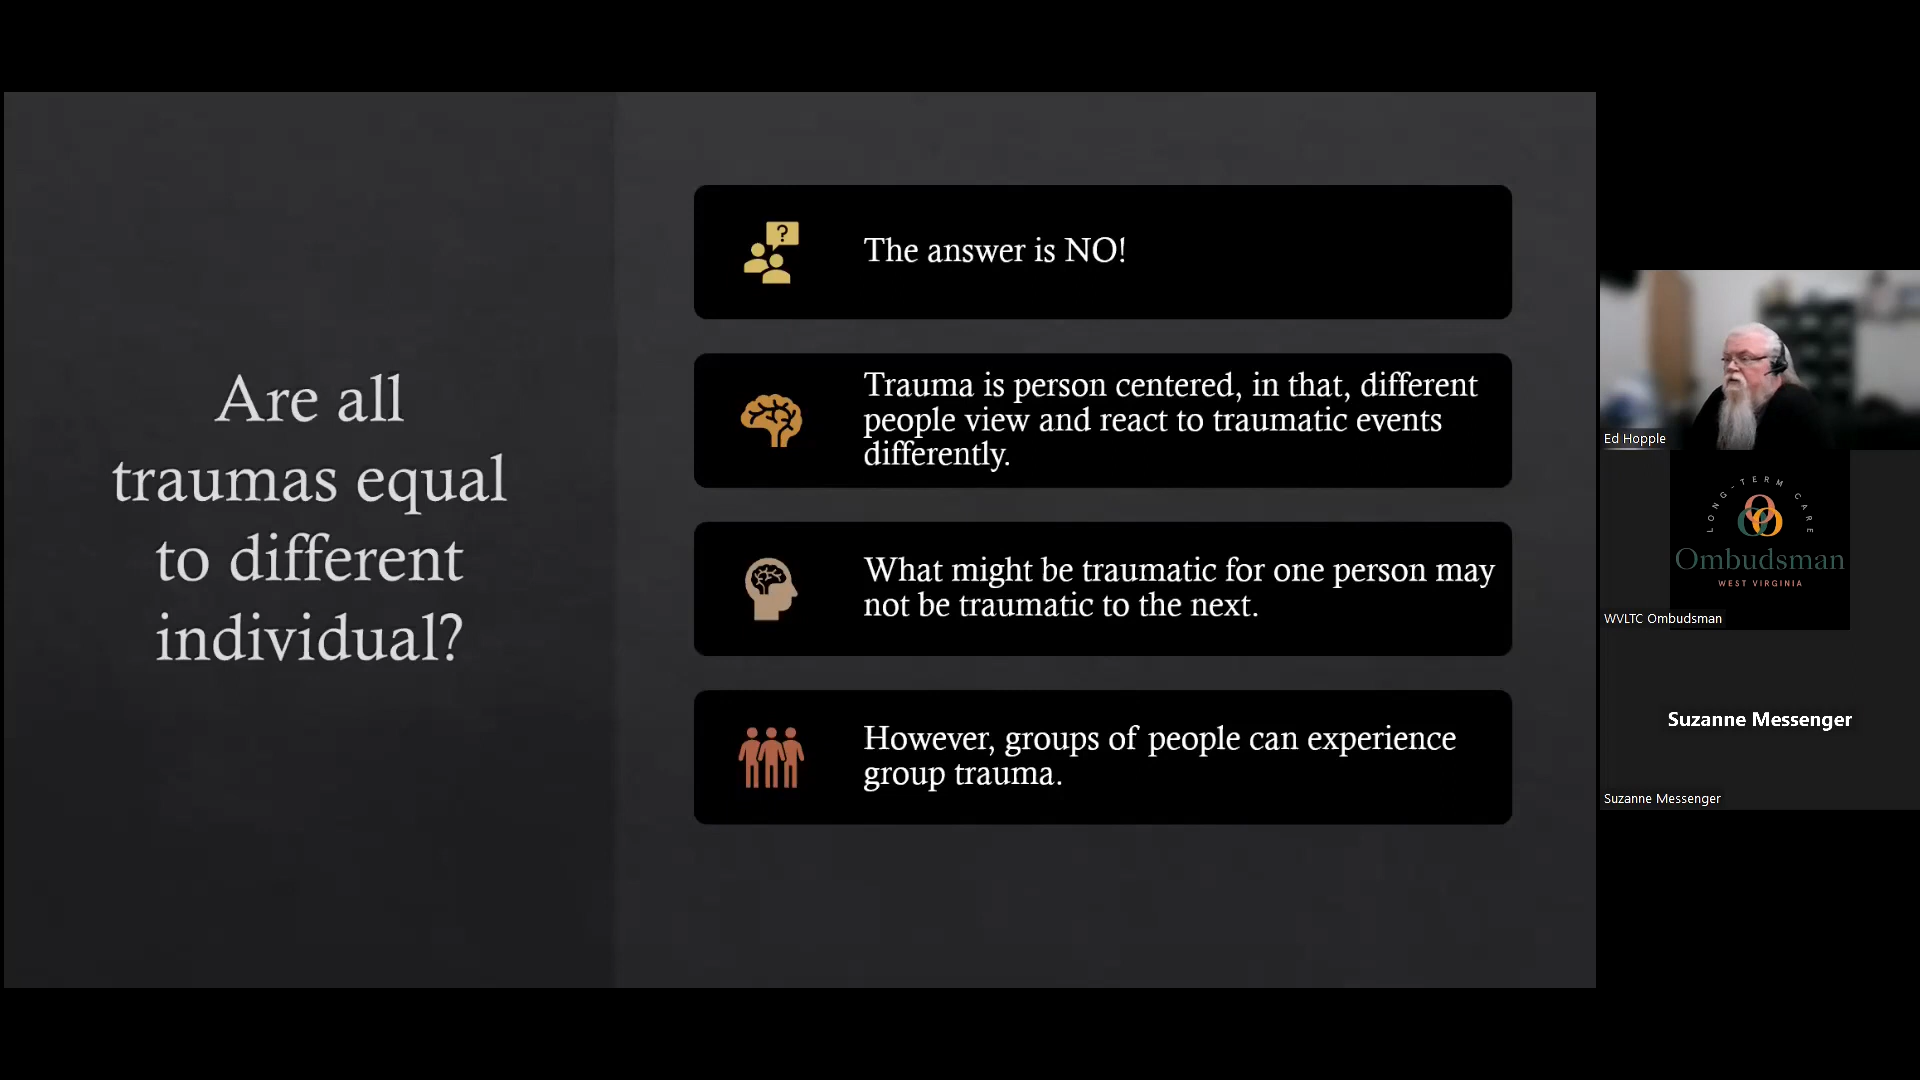 Are all
traumas equal
to different
individual?
?
The answer is NO!
Trauma is person centered, in that, different
people view and react to traumatic events
differently.
What might be traumatic for one person may
not be traumatic to the next.
However, groups of people can experience
group trauma.
Ed Hopple
LONG-TERM CARE
Ombudsman
WEST VIRGINIA
WVLTC Ombudsman
Suzanne Messenger
Suzanne Messenger